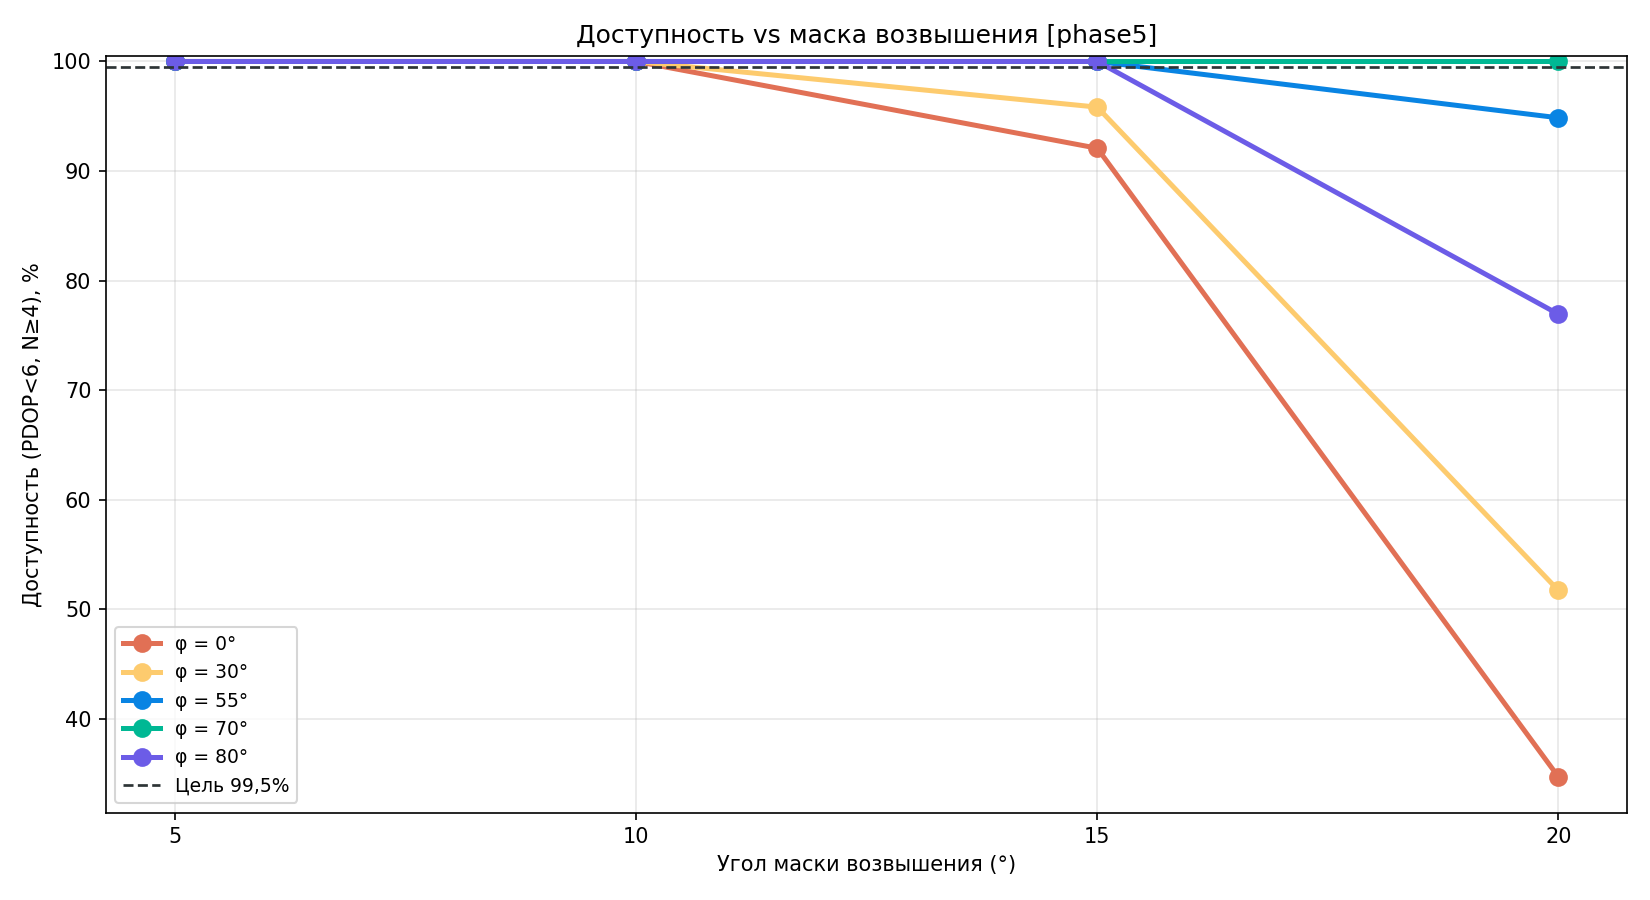 Доступность vs маска возвышения [phase5]
Доступность (PDOP<6, N≥4), %
100
90
80
70
60
50
40
φ = 0°
φ = 30°
φ = 55°
φ = 70°
φ = 80°
Цель 99,5%
5 10 15 20
Угол маски возвышения (°)